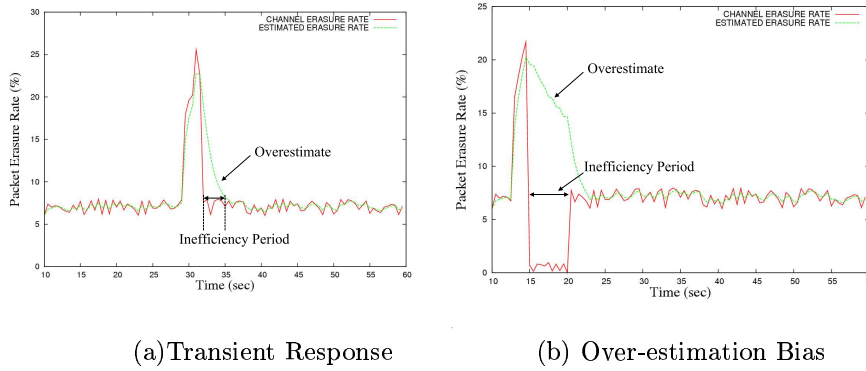 CHANNEL ERASURE RATE
ESTIMATED ERASURE RATE
Packet Erasure Rate (%)
30
25
20
15
10
5
0
Overestimate
Inefficiency Period
10 15 20 25 30 35 40 45 50 55 60
Time (sec)
(a)Transient Response
CHANNEL ERASURE RATE
ESTIMATED ERASURE RATE
Packet Erasure Rate (%)
25
20
15
10
5
0
Overestimate
Inefficiency Period
10 15 20 25 30 35 40 45 50 55 60
Time (sec)
(b) Over-estimation Bias